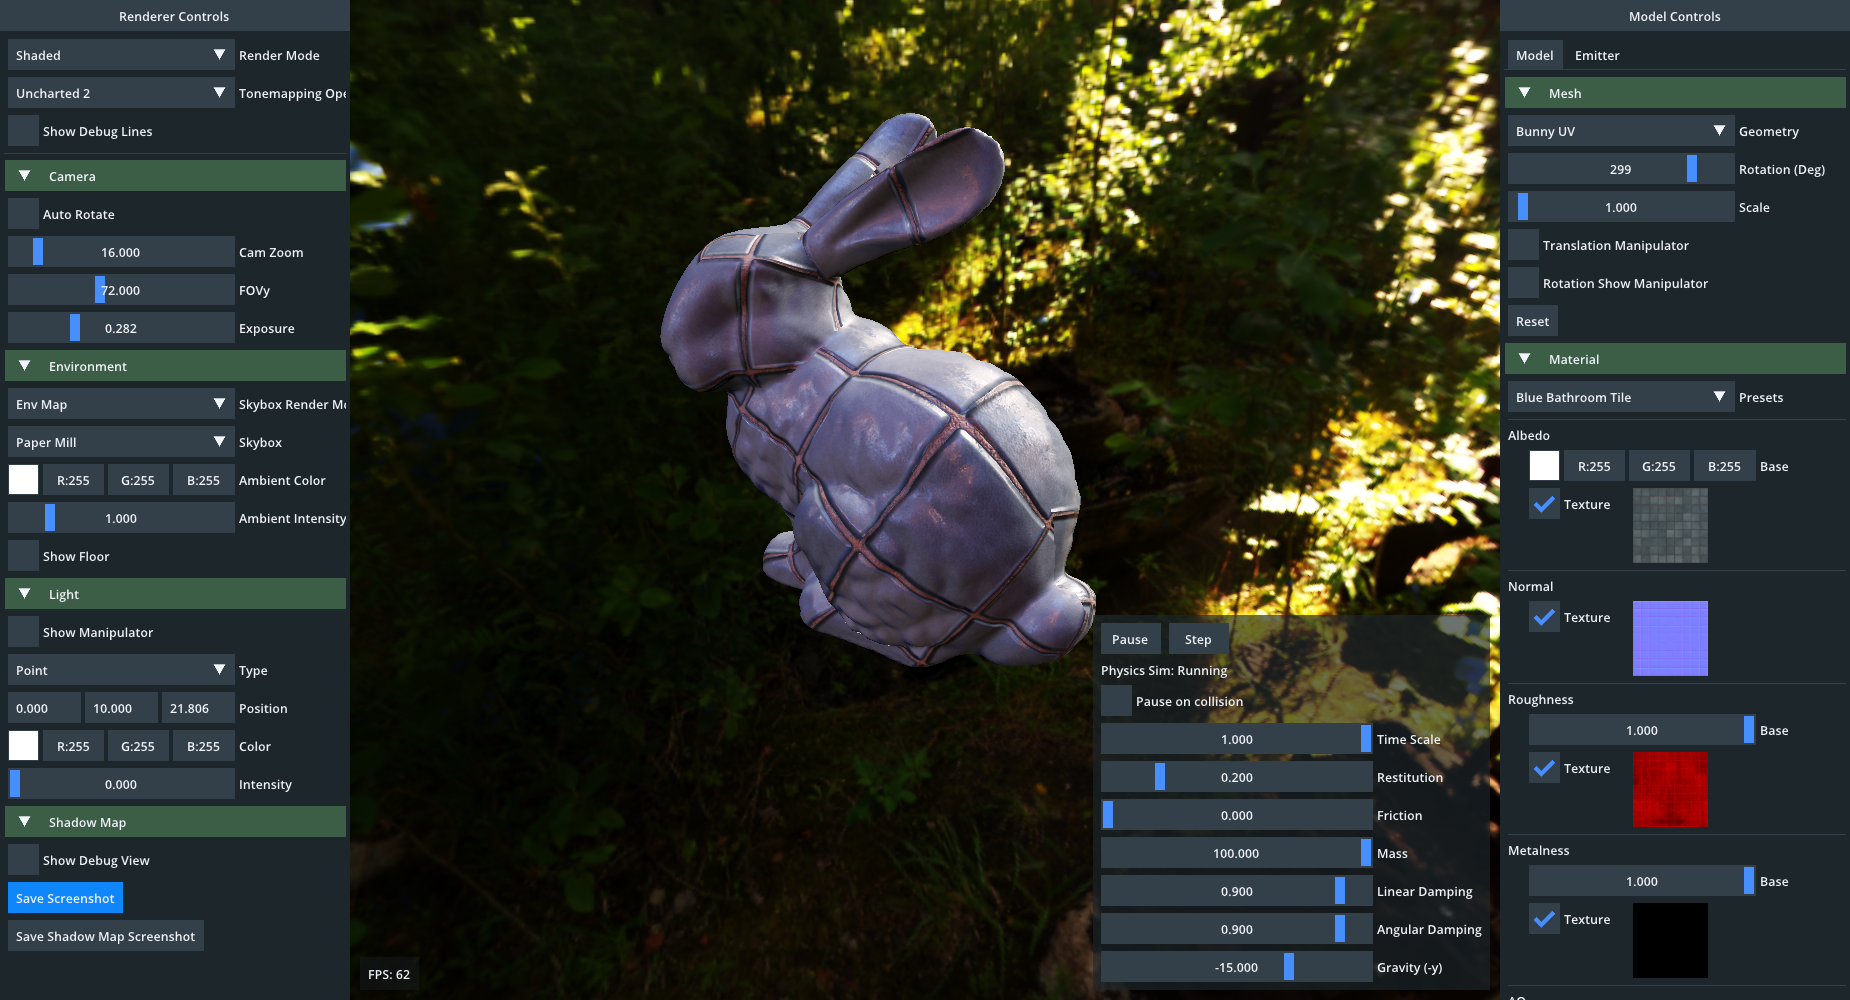 Renderer Controls
Shaded
Render Mode
Uncharted 2
Tonemapping Ope
Show Debug Lines
Camera
Auto Rotate
16.000
Cam Zoom
72.000
FOVy
0.282
Exposure
Environment
Env Map
Skybox Render Mo
Paper Mill
Skybox
R:255
G:255
B:255
Ambient Color
1.000
Ambient Intensity
Show Floor
Light
Show Manipulator
Point
Type
0.000
10.000
21.806
Position
R:255
G:255
B:255
Color
0.000
Intensity
Shadow Map
Show Debug View
Save Screenshot
Save Shadow Map Screenshot
FPS: 62
Pause
Step
Physics Sim: Running
Pause on collision
1.000
Time Scale
0.200
Restitution
0.000
Friction
100.000
Mass
0.900
Linear Damping
0.900
Angular Damping
-15.000
Gravity (-y)
Model Controls
Model
Emitter
Mesh
Bunny UV
Geometry
299
Rotation (Deg)
1.000
Scale
Translation Manipulator
Rotation Show Manipulator
Reset
Material
Blue Bathroom Tile
Presets
Albedo
R:255
G:255
B:255
Base
Texture
Normal
Texture
Roughness
1.000
Base
Texture
Metalness
1.000
Base
Texture